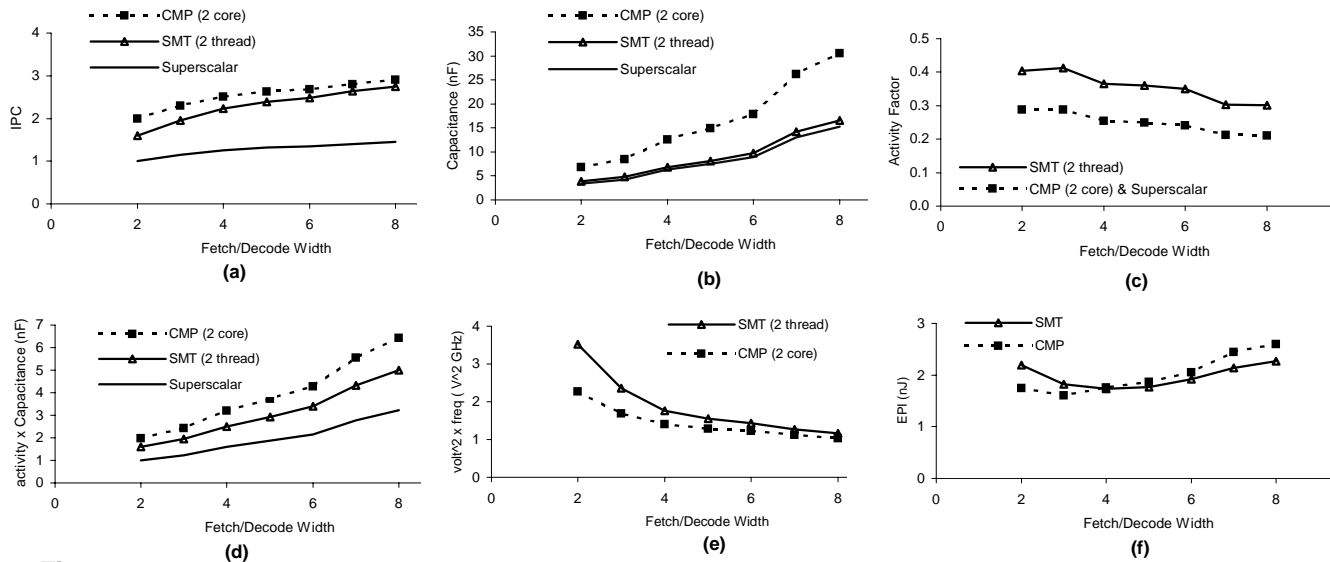 CMP (2 core)
SMT (2 thread)
Superscalar
4
3
2
1
0
IPC
0 2 4 6 8
Fetch/Decode Width
(a)
CMP (2 core)
SMT (2 thread)
Superscalar
35
30
25
20
15
10
5
0
Capacitance (nF)
0 2 4 6 8
Fetch/Decode Width
(b)
0.5
0.4
0.3
0.2
0.1
0.0
Activity Factor
SMT (2 thread)
CMP (2 core) & Superscalar
0 2 4 6 8
Fetch/Decode Width
(c)
7
6
5
4
3
2
1
0
activity x Capacitance (nF)
CMP (2 core)
SMT (2 thread)
Superscalar
0 2 4 6 8
Fetch/Decode Width
(d)
4
3
2
1
0
volt^2 x freq ( V^2 GHz)
SMT (2 thread)
CMP (2 core)
0 2 4 6 8
Fetch/Decode Width
(e)
3
2
1
0
EPI (nJ)
SMT
CMP
0 2 4 6 8
Fetch/Decode Width
(f)